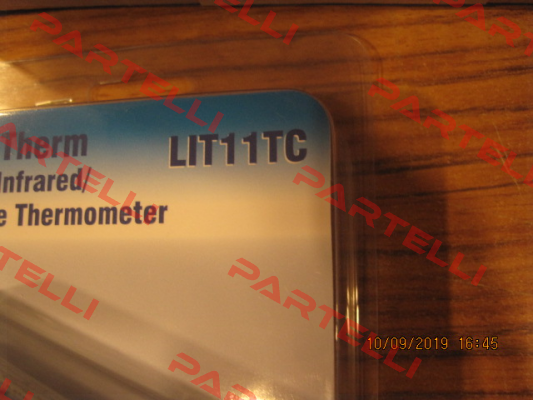 PARTELLI
PARTELLI
PARTELLI
Therm
LIT11TC
Infrared/
e Thermometer
PARTELLI
PARTELLI
PARTELLI
10/09/2019 16:45